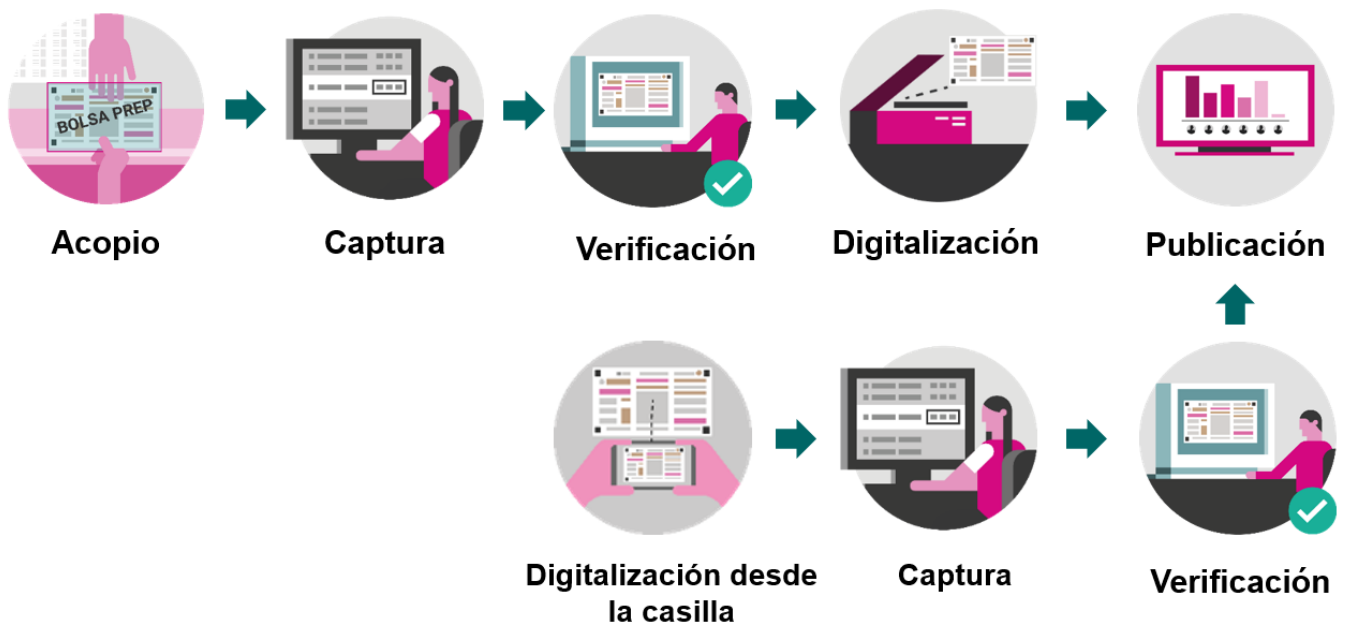 BOLSA PREP
Acopio
Captura
Verificación
Digitalización
Publicación
Digitalización desde
la casilla
Captura
Verificación